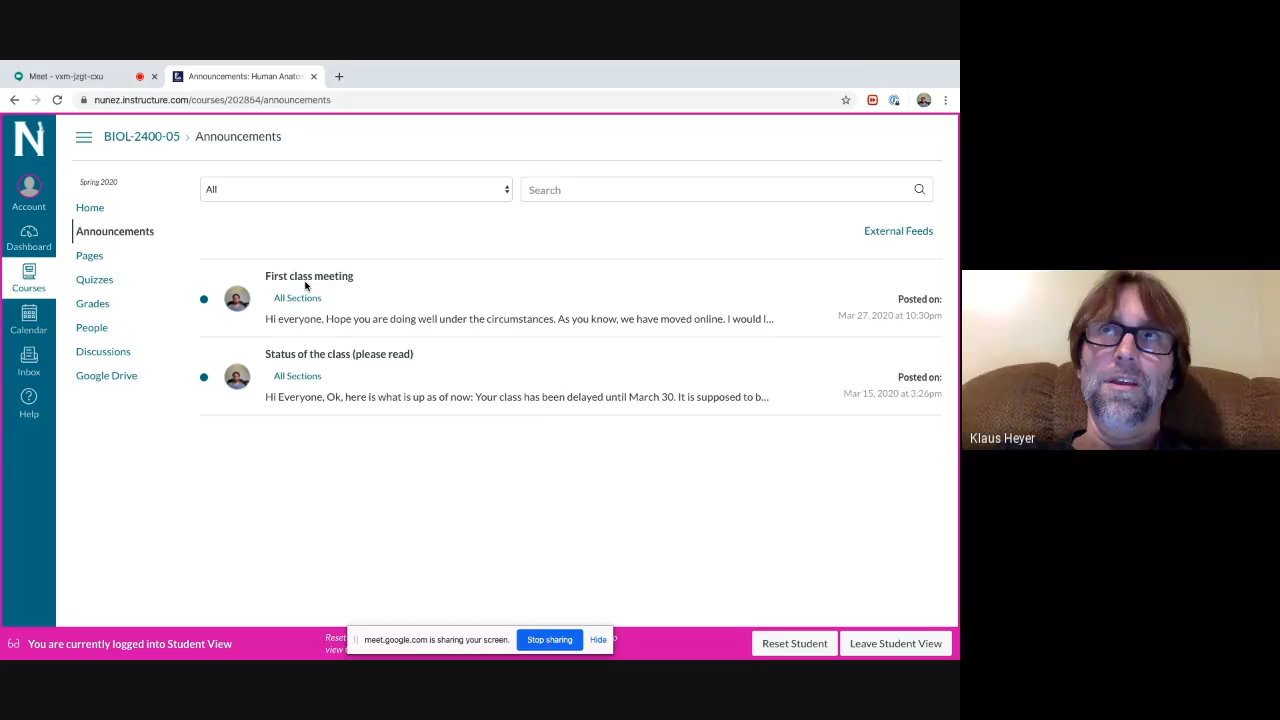 Meet - vxm-jzgt-cxu
Announcements: Human Anato
nunez.instructure.com/courses/202854/announcements
N
BIOL-2400-05 › Announcements
Account
Dashboard
Courses
Calendar
Inbox
Help
Spring 2020
Home
Announcements
Pages
Quizzes
Grades
People
Discussions
Google Drive
All
Search
External Feeds
First class meeting
All Sections
Hi everyone, Hope you are doing well under the circumstances. As you know, we have moved online. I would l...
Posted on:
Mar 27, 2020 at 10:30pm
Status of the class (please read)
All Sections
Hi Everyone, Ok, here is what is up as of now: Your class has been delayed until March 30. It is supposed to b...
Posted on:
Mar 15, 2020 at 3:26pm
Klaus Heyer
You are currently logged into Student View
Reset
view
meet.google.com is sharing your screen.
Stop sharing
Hide
Reset Student
Leave Student View